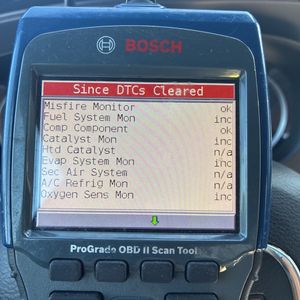 BOSCH
Since DTCs Cleared
Misfire Monitor ok
Fuel System Mon inc
Comp Component ok
Catalyst Mon inc
Htd Catalyst n/a
Evap System Mon inc
Sec Air System n/a
A/C Refrig Mon n/a
Oxygen Sens Mon inc
ProGrade OBD II Scan Tool